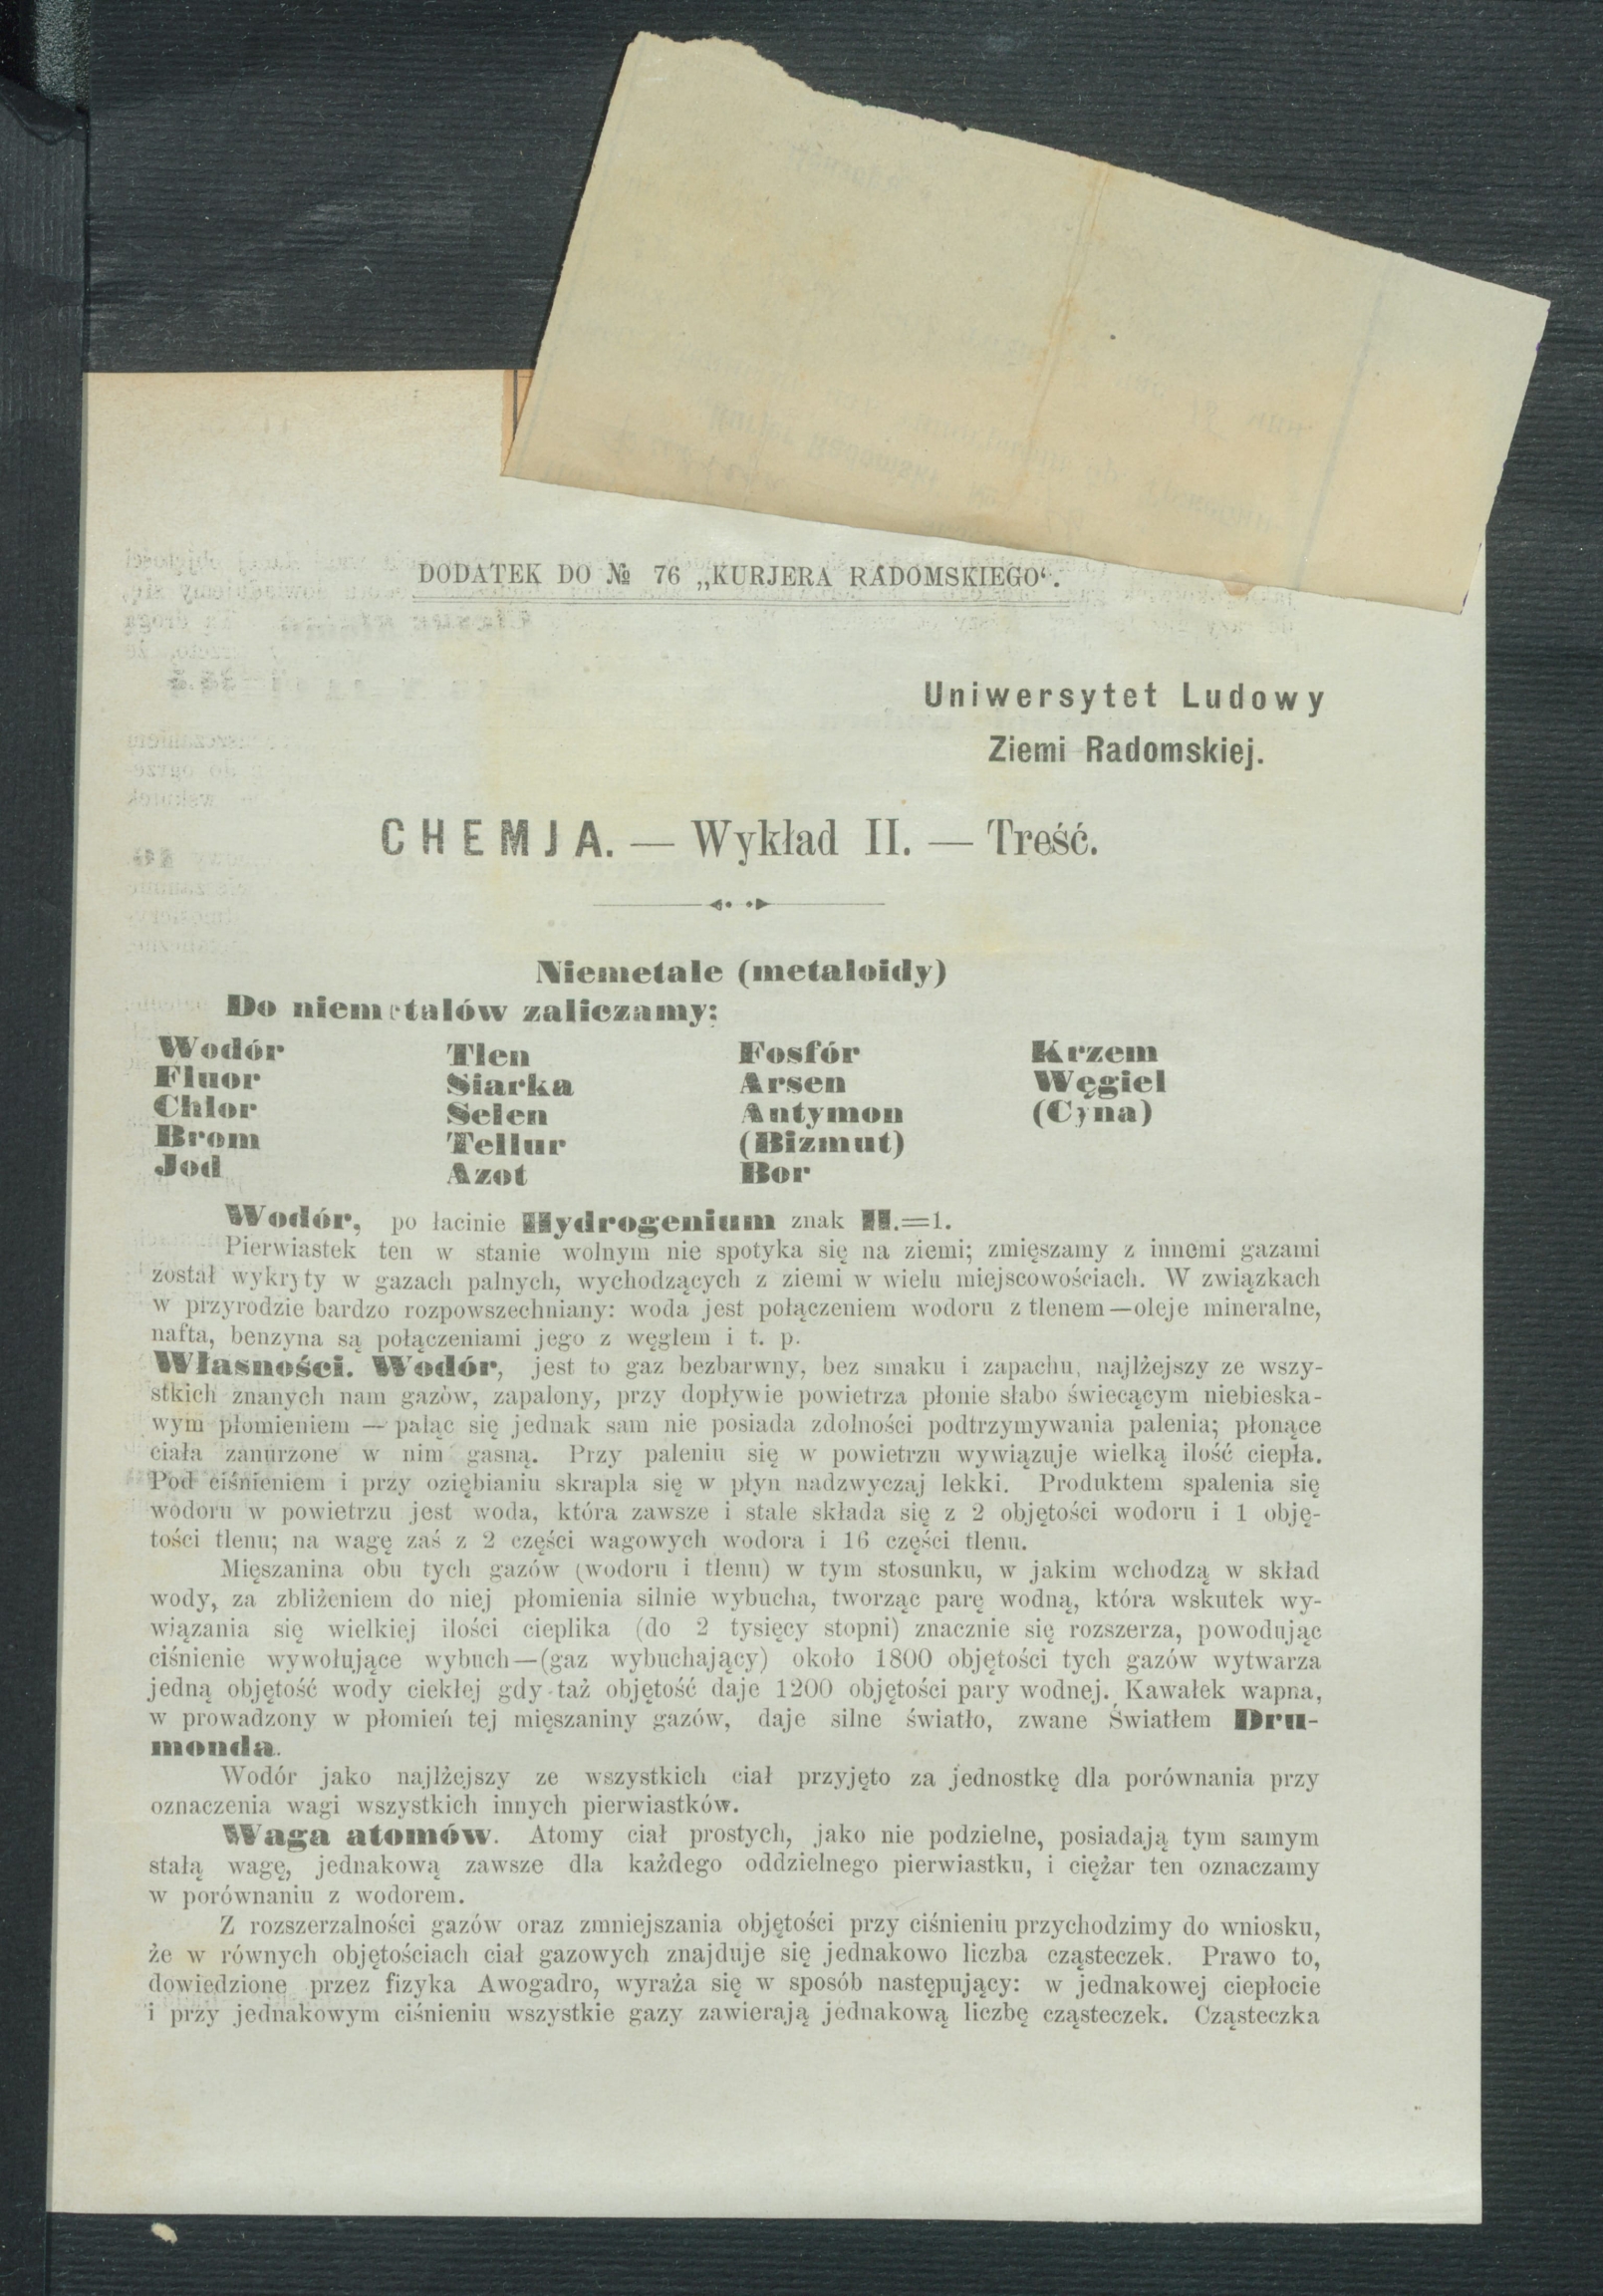 DODATEK DO № 76 „KURJERA RADOMSKIEGO“.
Uniwersytet Ludowy
Ziemi Radomskiej.
CHEMJA. — Wykład II. — Treść.
Niemetale (metaloidy)
Do niemetalów zaliczamy:
Wodór Tlen Fosfór Krzem
Fluor Siarka Arsen Węgiel
Chlor Selen Antymon (Cyna)
Brom Tellur (Bizmut)
Jod Azot Bor
Wodór, po łacinie Hydrogenium znak H.=1.
Pierwiastek ten w stanie wolnym nie spotyka się na ziemi; zmięszamy z innemi gazami
został wykryty w gazach palnych, wychodzących z ziemi w wielu miejscowościach. W związkach
w przyrodzie bardzo rozpowszechniany: woda jest połączeniem wodoru z tlenem—oleje mineralne,
nafta, benzyna są połączeniami jego z węglem i t. p.
Własności. Wodór, jest to gaz bezbarwny, bez smaku i zapachu, najlżejszy ze wszy-
stkich znanych nam gazów, zapalony, przy dopływie powietrza płonie słabo świecącym niebieska-
wym płomieniem — paląc się jednak sam nie posiada zdolności podtrzymywania palenia; płonące
ciała zanurzone w nim gasną. Przy paleniu się w powietrzu wywiązuje wielką ilość ciepła.
Pod ciśnieniem i przy oziębianiu skrapla się w płyn nadzwyczaj lekki. Produktem spalenia się
wodoru w powietrzu jest woda, która zawsze i stale składa się z 2 objętości wodoru i 1 obję-
tości tlenu; na wagę zaś z 2 części wagowych wodora i 16 części tlenu.
Mięszanina obu tych gazów (wodoru i tlenu) w tym stosunku, w jakim wchodzą w skład
wody, za zbliżeniem do niej płomienia silnie wybucha, tworząc parę wodną, która wskutek wy-
wiązania się wielkiej ilości cieplika (do 2 tysięcy stopni) znacznie się rozszerza, powodując
ciśnienie wywołujące wybuch—(gaz wybuchający) około 1800 objętości tych gazów wytwarza
jedną objętość wody ciekłej gdy taż objętość daje 1200 objętości pary wodnej. Kawałek wapna,
w prowadzony w płomień tej mięszaniny gazów, daje silne światło, zwane Światłem Dru-
monda.
Wodór jako najlżejszy ze wszystkich ciał przyjęto za jednostkę dla porównania przy
oznaczenia wagi wszystkich innych pierwiastków.
Waga atomów. Atomy ciał prostych, jako nie podzielne, posiadają tym samym
stałą wagę, jednakową zawsze dla każdego oddzielnego pierwiastku, i ciężar ten oznaczamy
w porównaniu z wodorem.
Z rozszerzalności gazów oraz zmniejszania objętości przy ciśnieniu przychodzimy do wniosku,
że w równych objętościach ciał gazowych znajduje się jednakowo liczba cząsteczek. Prawo to,
dowiedzione przez fizyka Awogadro, wyraża się w sposób następujący: w jednakowej ciepłocie
i przy jednakowym ciśnieniu wszystkie gazy zawierają jednakową liczbę cząsteczek. Cząsteczka